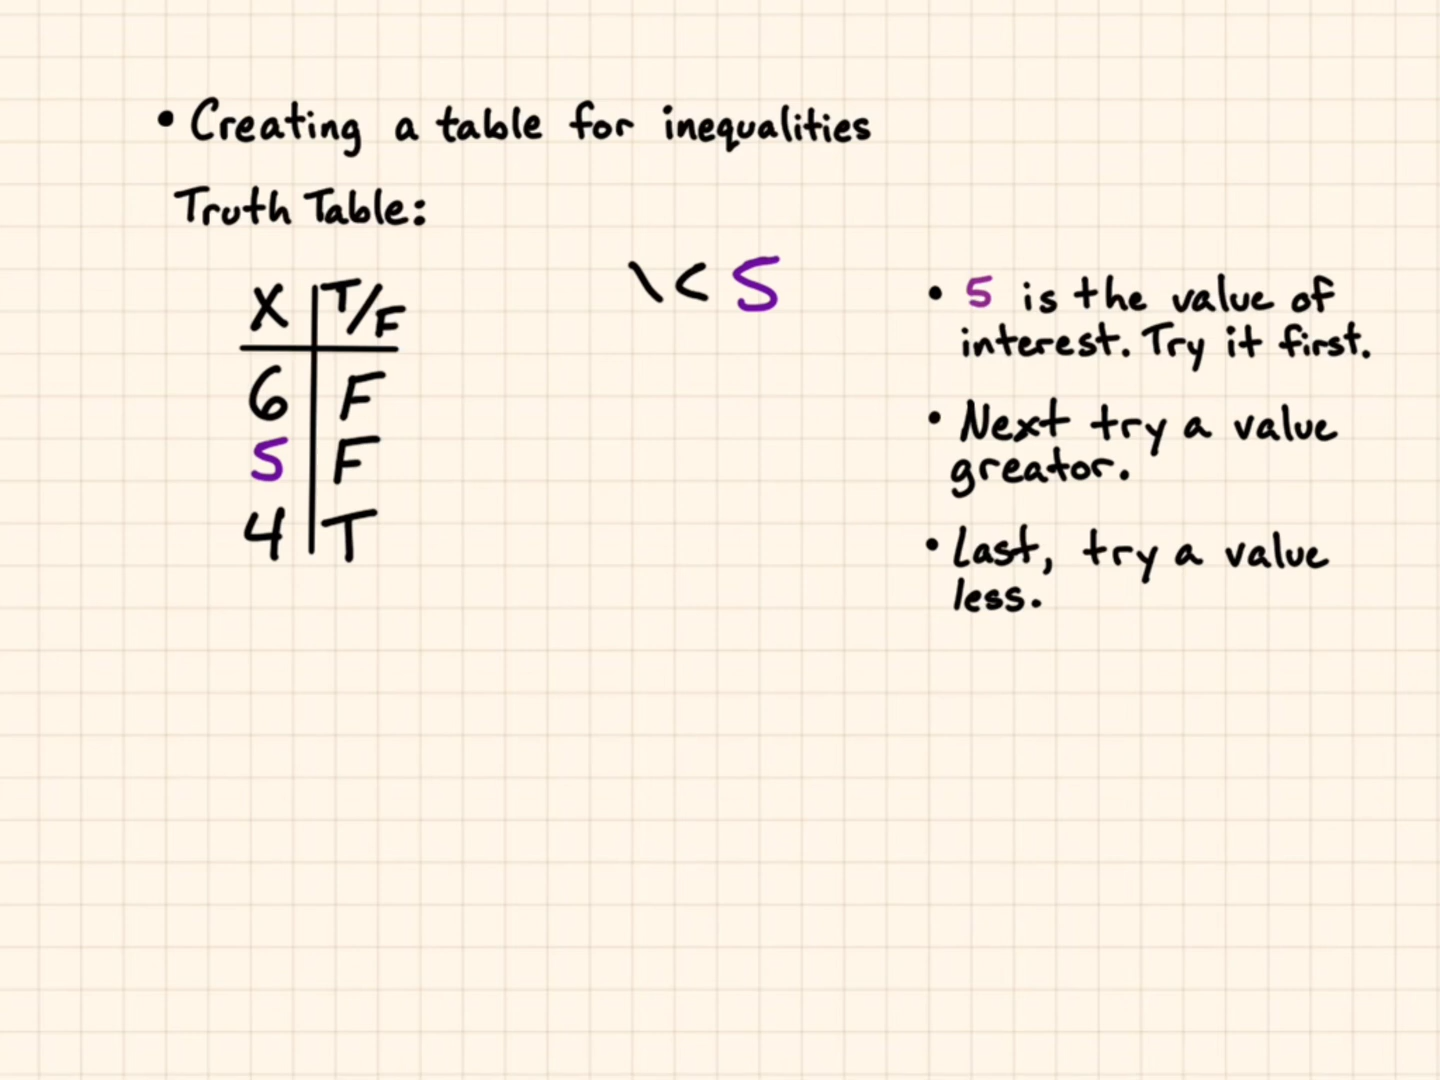 • Creating a table for inequalities
Truth Table:
X T/F
6 F
5 F
4 T
\ < 5
• 5 is the value of
interest. Try it first.
• Next try a value
greator.
• Last, try a value
less.